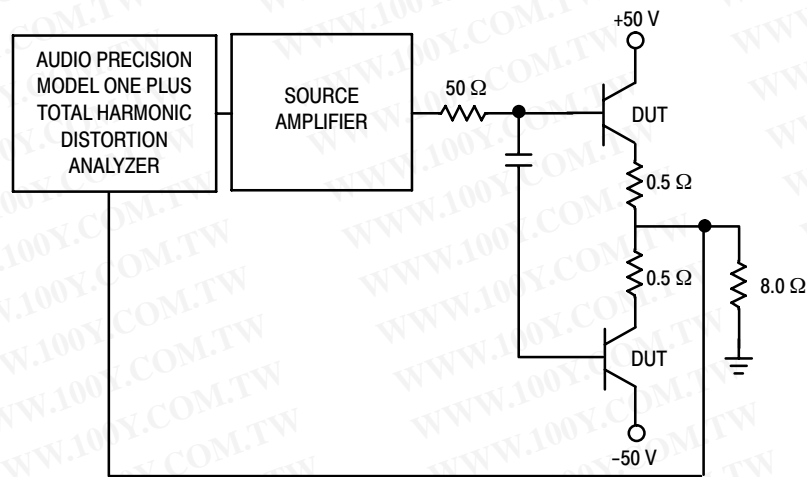 +50 V
AUDIO PRECISION
MODEL ONE PLUS
TOTAL HARMONIC
DISTORTION
ANALYZER
SOURCE
AMPLIFIER
50 Ω
DUT
0.5 Ω
0.5 Ω
8.0 Ω
DUT
-50 V
WWW.100Y.COM.TW